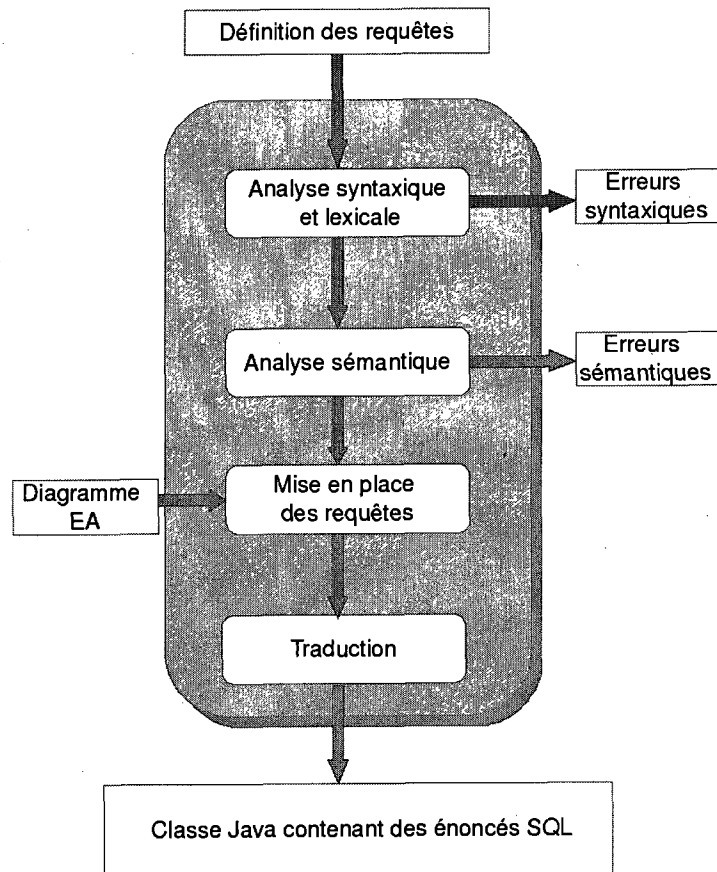 Définition des requêtes
Analyse syntaxique
et lexicale
Erreurs
syntaxiques
Analyse sémantique
Erreurs
sémantiques
Diagramme
EA
Mise en place
des requêtes
Traduction
Classe Java contenant des énoncés SQL